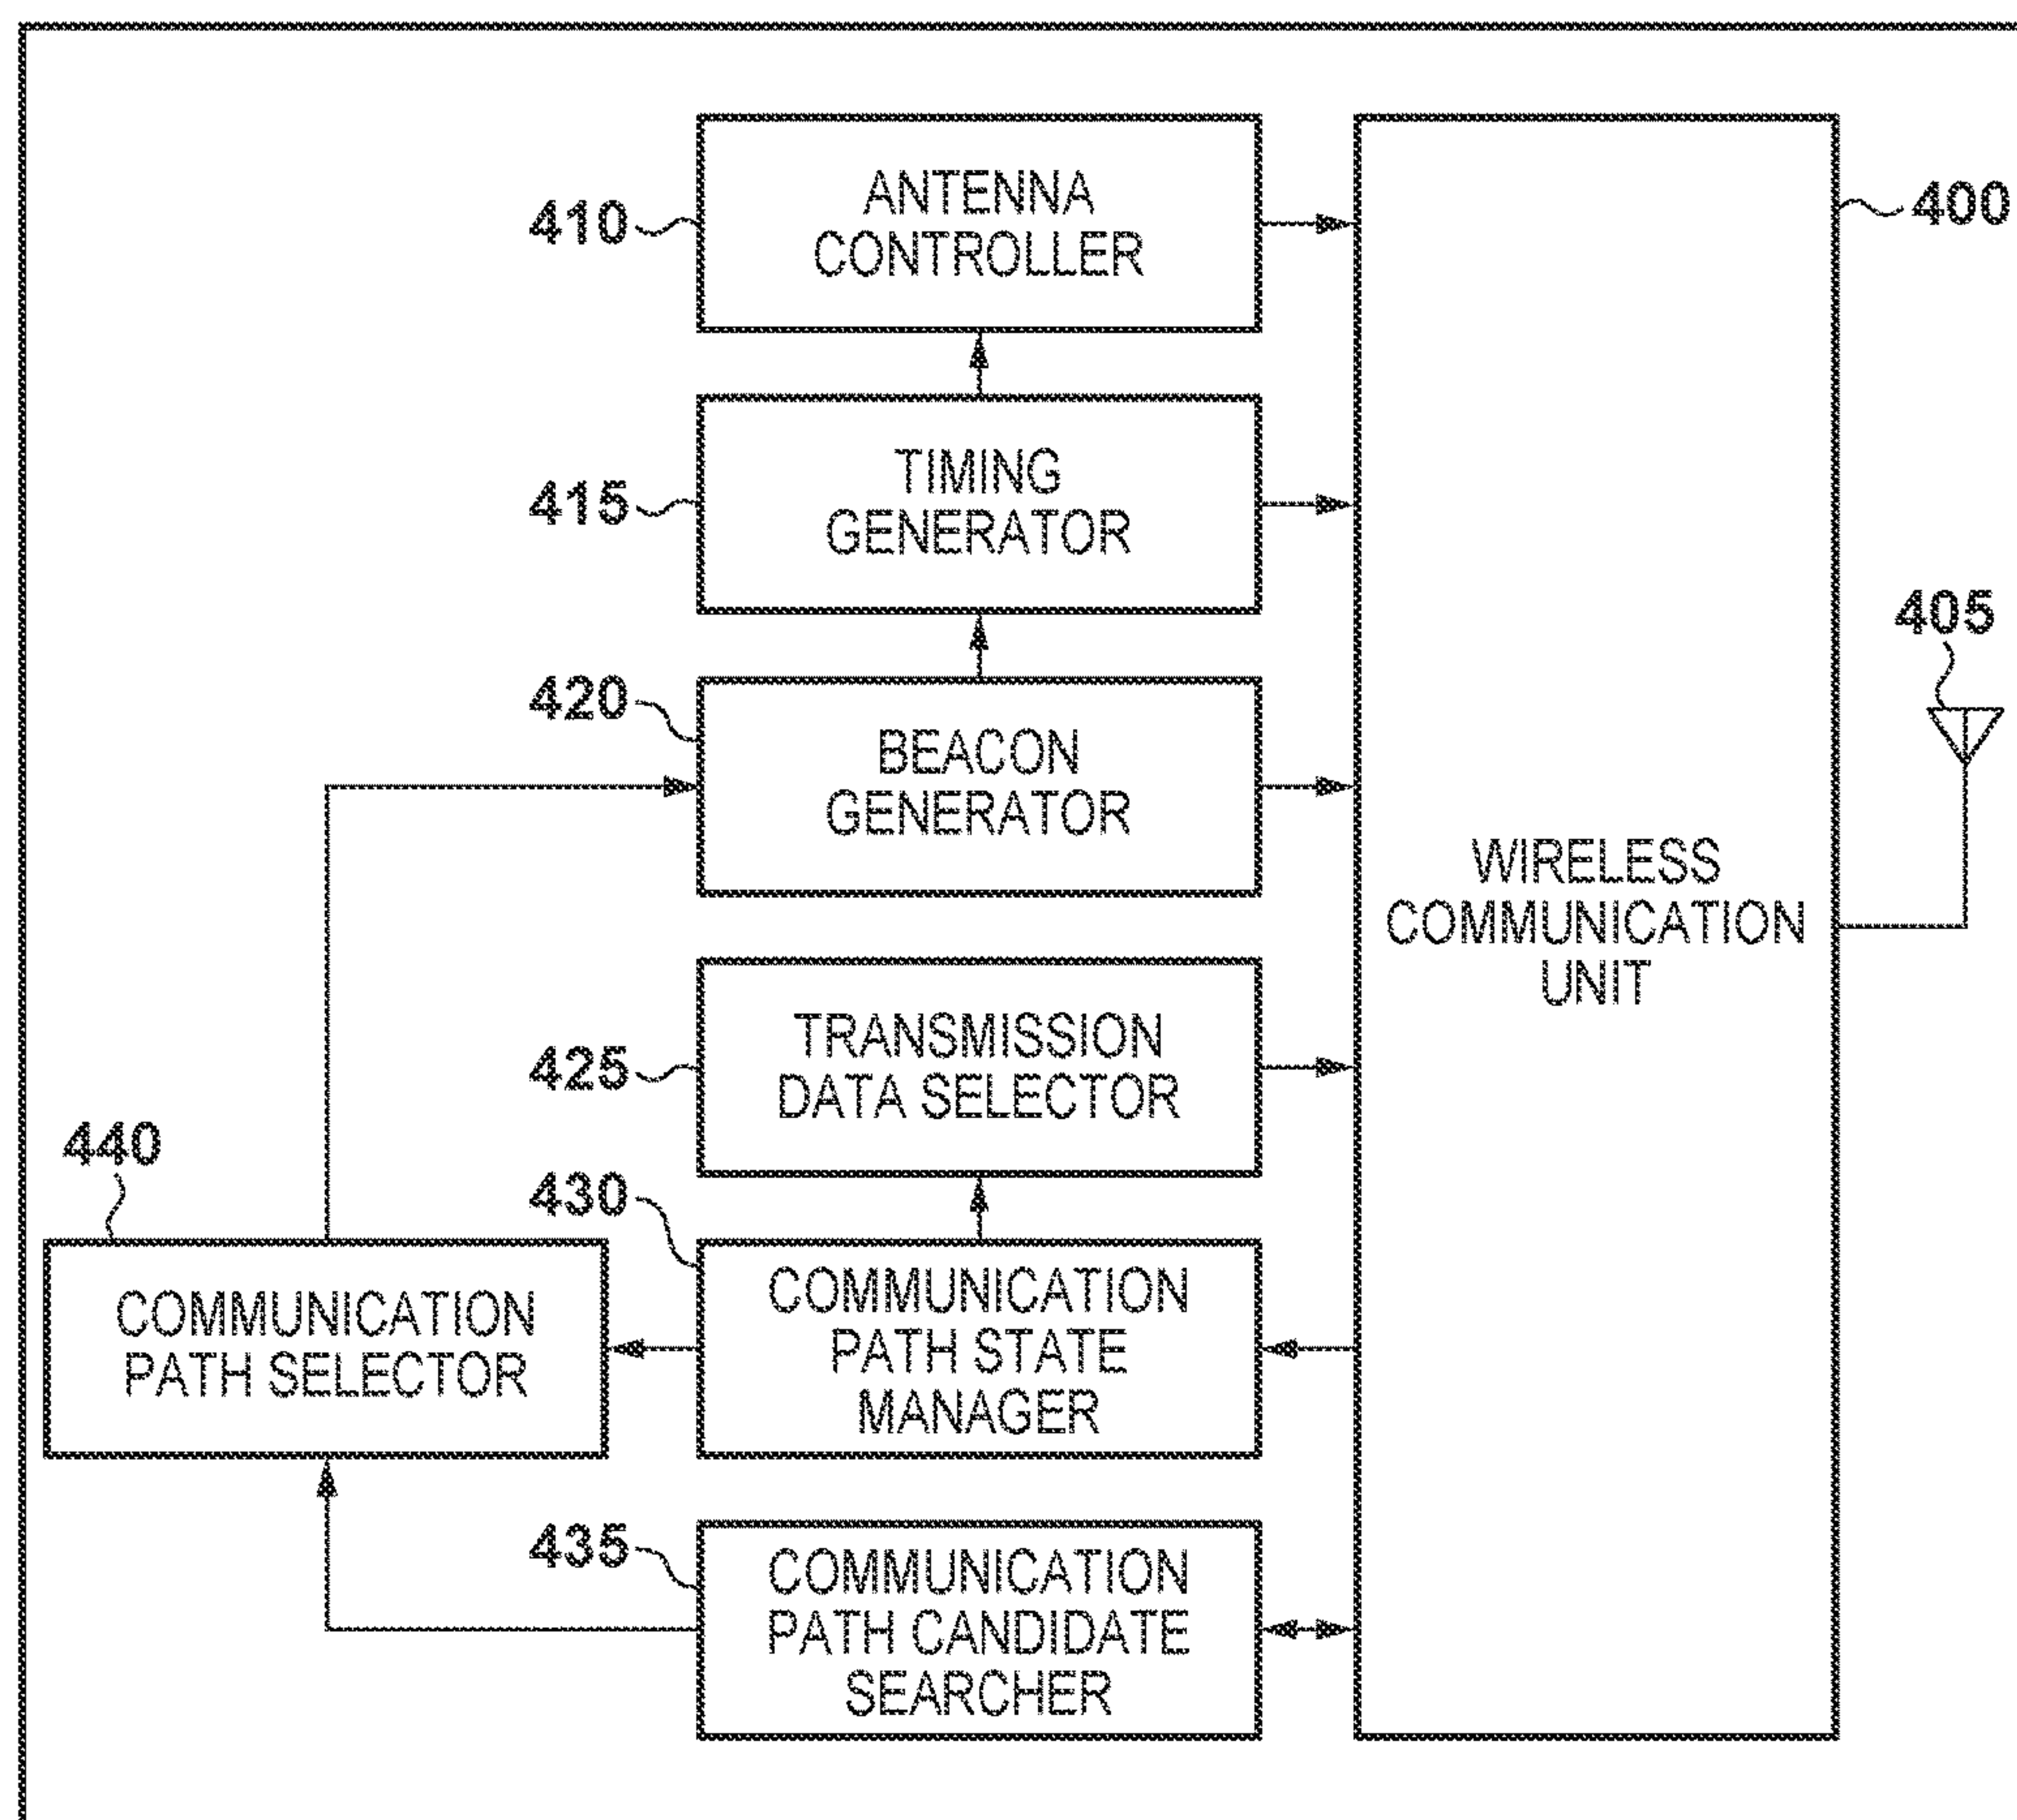 ANTENNA
CONTROLLER
410
400
TIMING
GENERATOR
415
405
420
BEACON
GENERATOR
WIRELESS
COMMUNICATION
UNIT
TRANSMISSION
DATA SELECTOR
425
440
430
COMMUNICATION
PATH SELECTOR
COMMUNICATION
PATH STATE
MANAGER
435
COMMUNICATION
PATH CANDIDATE
SEARCHER